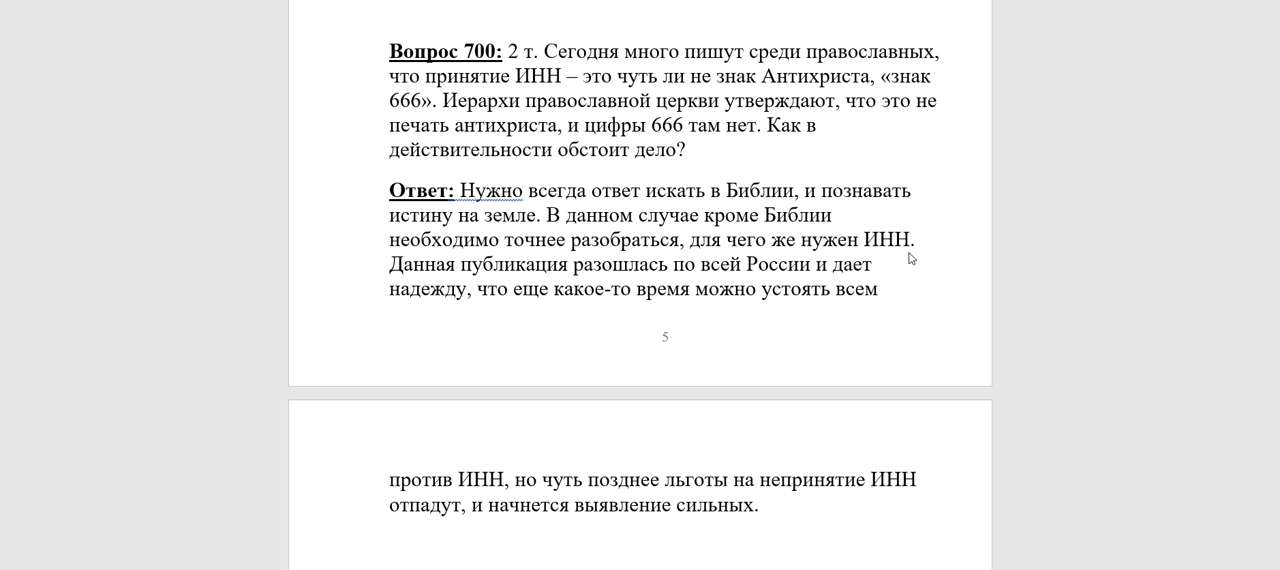 Вопрос 700: 2 т. Сегодня много пишут среди православных,
что принятие ИНН – это чуть ли не знак Антихриста, «знак
666». Иерархи православной церкви утверждают, что это не
печать антихриста, и цифры 666 там нет. Как в
действительности обстоит дело?
Ответ: Нужно всегда ответ искать в Библии, и познавать
истину на земле. В данном случае кроме Библии
необходимо точнее разобраться, для чего же нужен ИНН.
Данная публикация разошлась по всей России и дает
надежду, что еще какое-то время можно устоять всем
5
против ИНН, но чуть позднее льготы на непринятие ИНН
отпадут, и начнется выявление сильных.